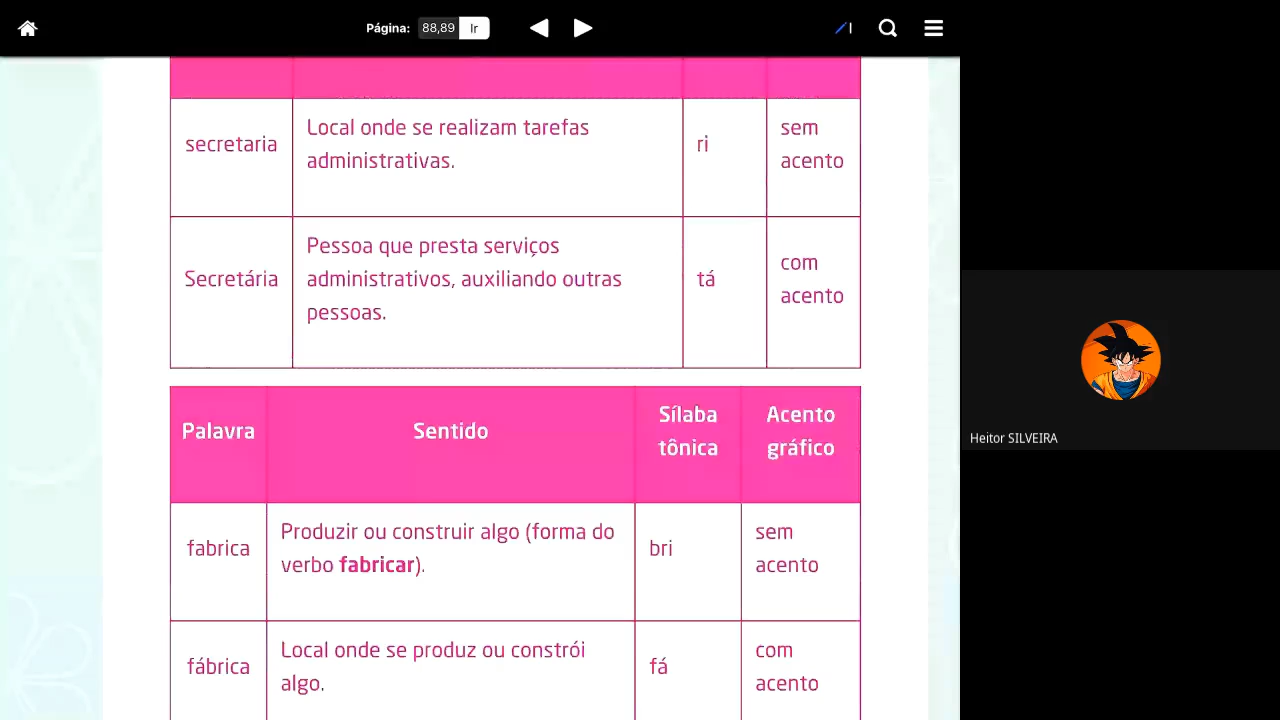 Página: 88,89 Ir
secretaria
Local onde se realizam tarefas
administrativas.
ri
sem
acento
Secretária
Pessoa que presta serviços
administrativos, auxiliando outras
pessoas.
tá
com
acento
Palavra
Sentido
Sílaba
tônica
Acento
gráfico
fabrica
Produzir ou construir algo (forma do
verbo fabricar).
bri
sem
acento
fábrica
Local onde se produz ou constrói
algo.
fá
com
acento
Heitor SILVEIRA